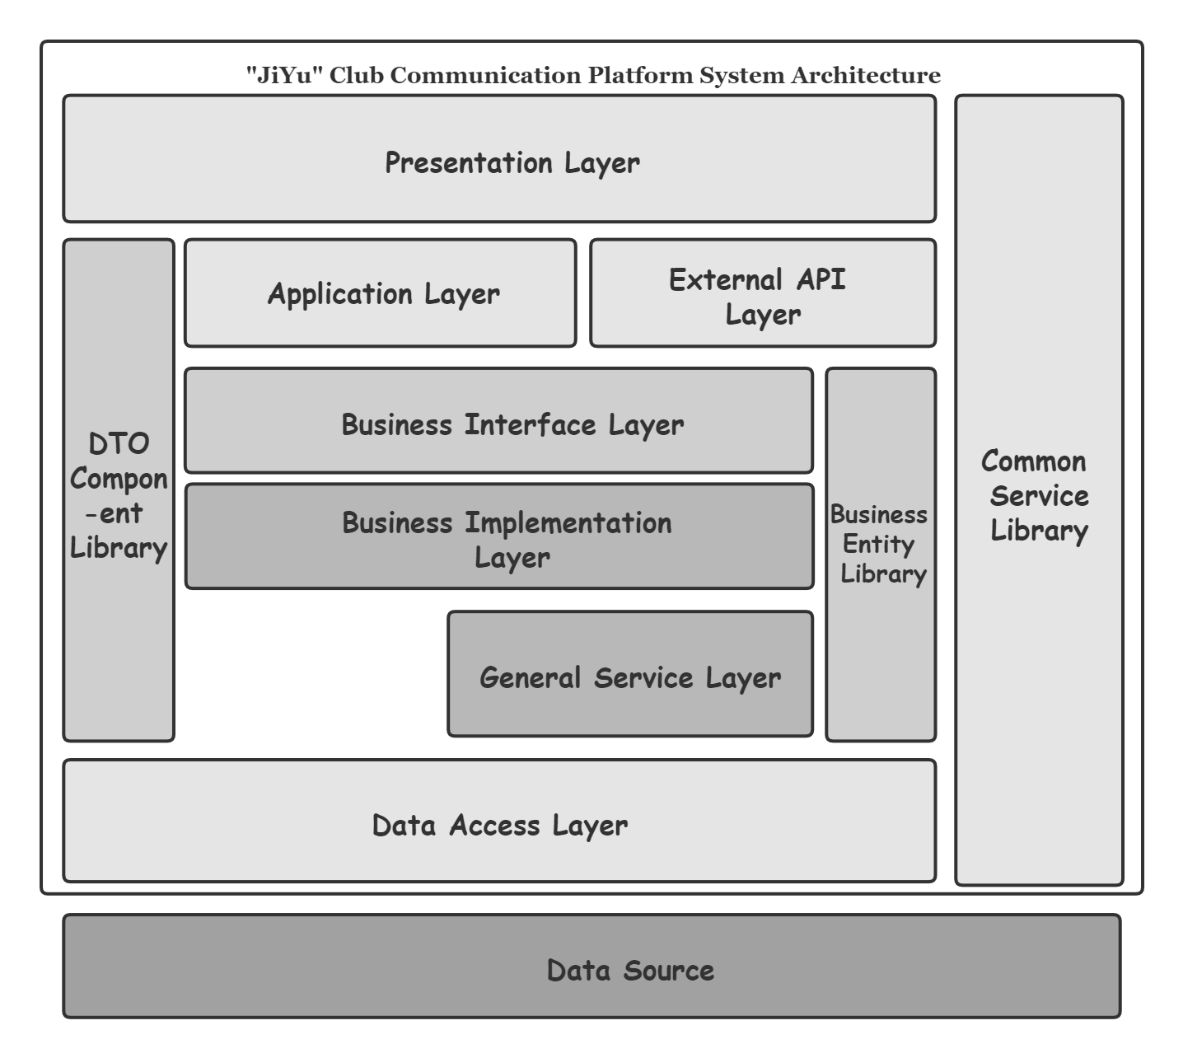 "JiYu" Club Communication Platform System Architecture
Presentation Layer
Application Layer
External API
Layer
DTO
Compon
-ent
Library
Business Interface Layer
Business Implementation
Layer
Business
Entity
Library
Common
Service
Library
General Service Layer
Data Access Layer
Data Source